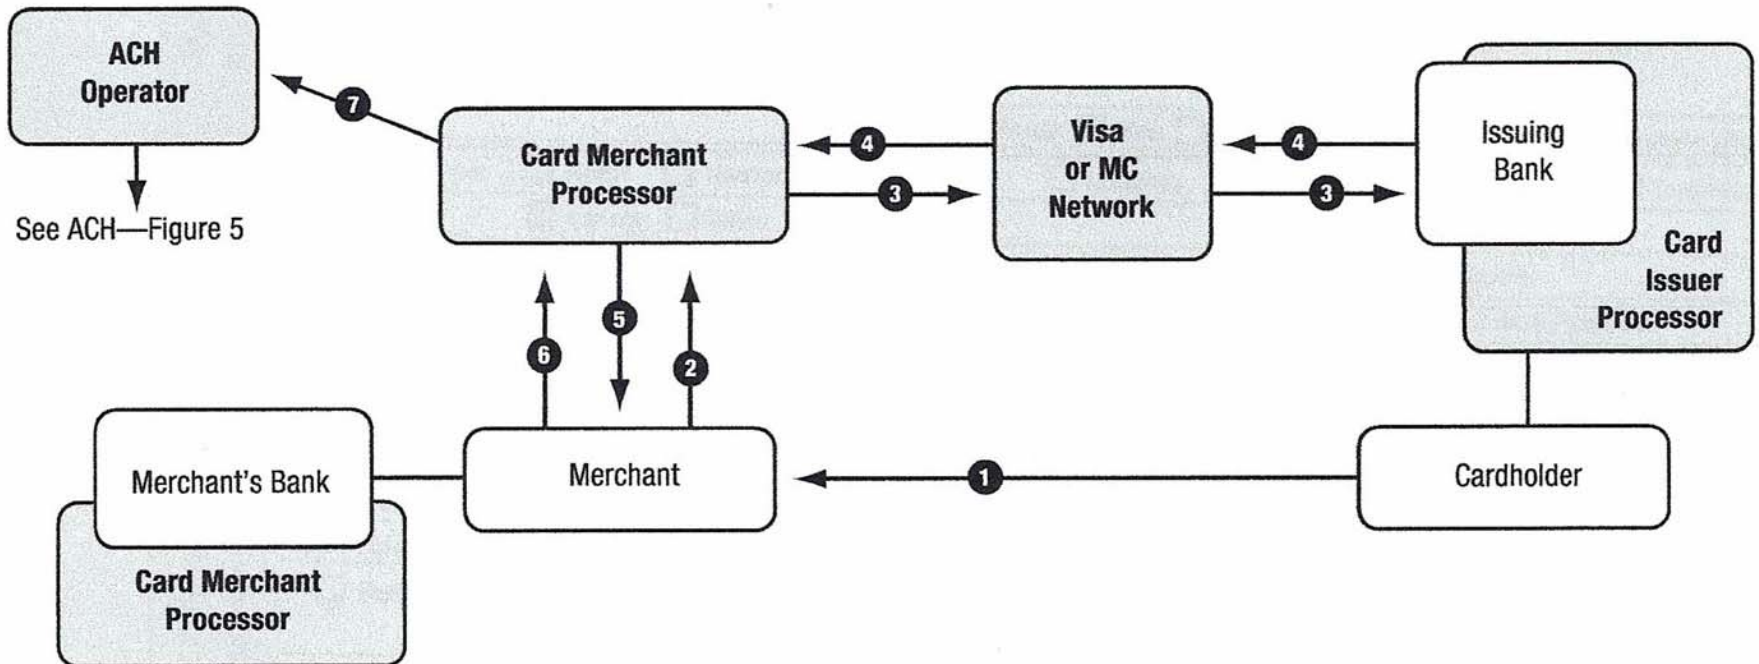 ACH
Operator
7
See ACH—Figure 5
Card Merchant
Processor
4
3
Visa
or MC
Network
4
3
Issuing
Bank
Card
Issuer
Processor
6
5
2
Merchant's Bank
Card Merchant
Processor
Merchant
1
Cardholder